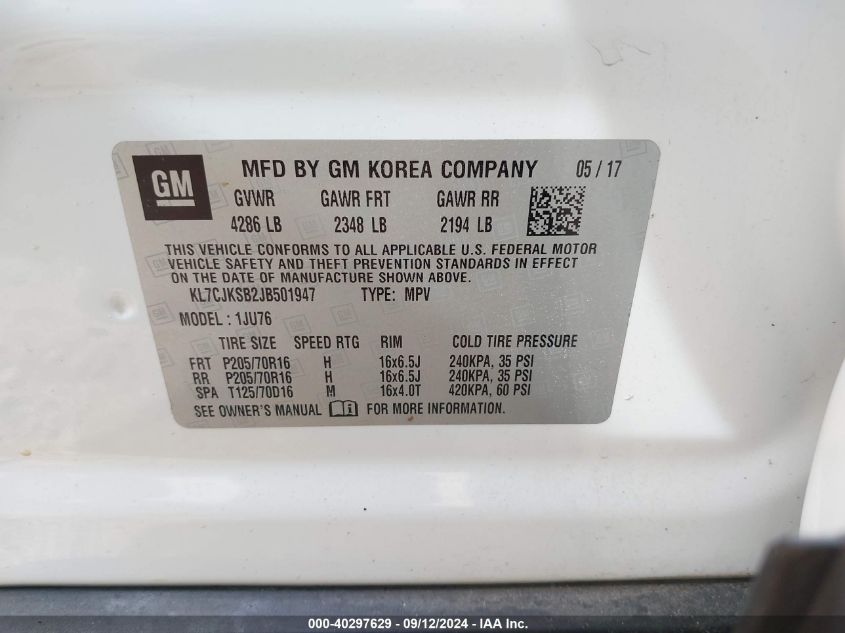 GM
MFD BY GM KOREA COMPANY 05 / 17
GVWR GAWR FRT GAWR RR
4286 LB 2348 LB 2194 LB
THIS VEHICLE CONFORMS TO ALL APPLICABLE U.S. FEDERAL MOTOR
VEHICLE SAFETY AND THEFT PREVENTION STANDARDS IN EFFECT
ON THE DATE OF MANUFACTURE SHOWN ABOVE.
KL7CJKSB2JB501947 TYPE: MPV
MODEL : 1JU76
TIRE SIZE SPEED RTG RIM COLD TIRE PRESSURE
FRT P205/70R16 H 16x6.5J 240KPA, 35 PSI
RR P205/70R16 H 16x6.5J 240KPA, 35 PSI
SPA T125/70D16 M 16x4.0T 420KPA, 60 PSI
SEE OWNER'S MANUAL FOR MORE INFORMATION.
000-40297629 - 09/12/2024 - IAA Inc.